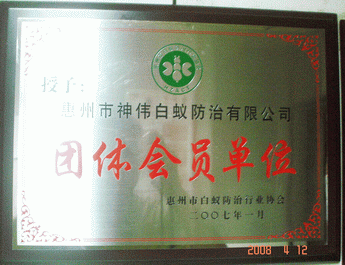 授予:
惠州市神伟白蚁防治有限公司
团体会员单位
惠州市白蚁防治行业协会
二〇〇七年一月
2008 4 12